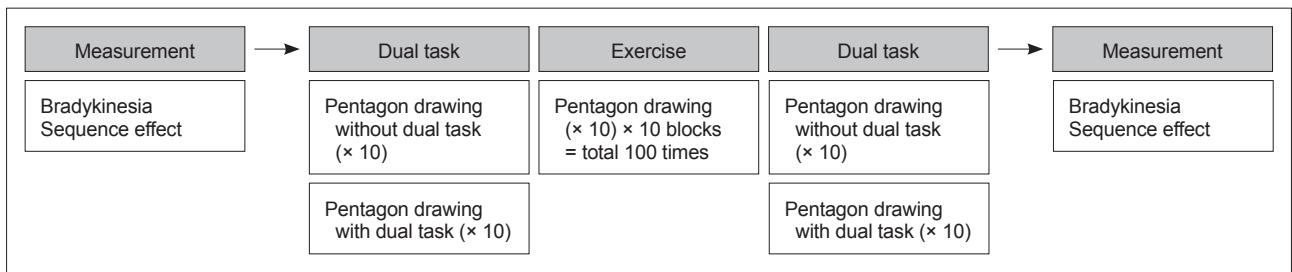 Measurement
Dual task
Exercise
Dual task
Measurement
Bradykinesia
Sequence effect
Pentagon drawing
without dual task
(× 10)
Pentagon drawing
with dual task (× 10)
Pentagon drawing
(× 10) × 10 blocks
= total 100 times
Pentagon drawing
without dual task
(× 10)
Pentagon drawing
with dual task (× 10)
Bradykinesia
Sequence effect